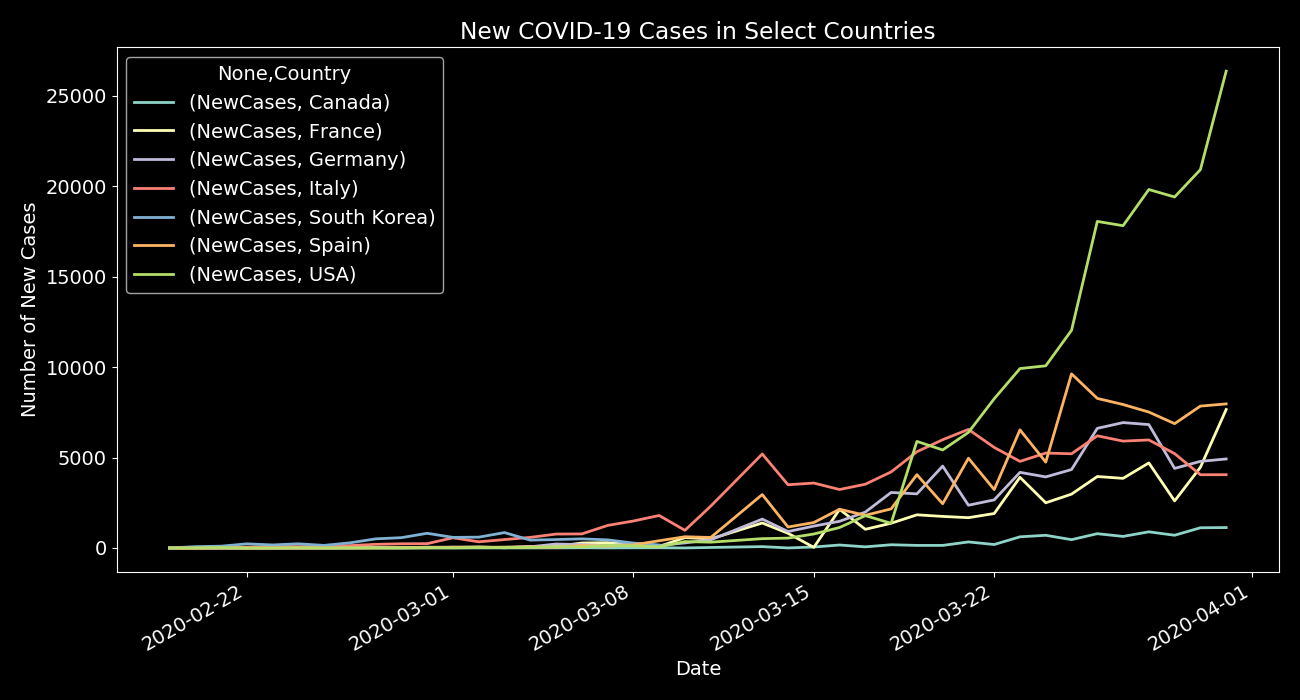 New COVID-19 Cases in Select Countries
None,Country
(NewCases, Canada)
(NewCases, France)
(NewCases, Germany)
(NewCases, Italy)
(NewCases, South Korea)
(NewCases, Spain)
(NewCases, USA)
Number of New Cases
25000
20000
15000
10000
5000
0
2020-02-22
2020-03-01
2020-03-08
2020-03-15
2020-03-22
2020-04-01
Date